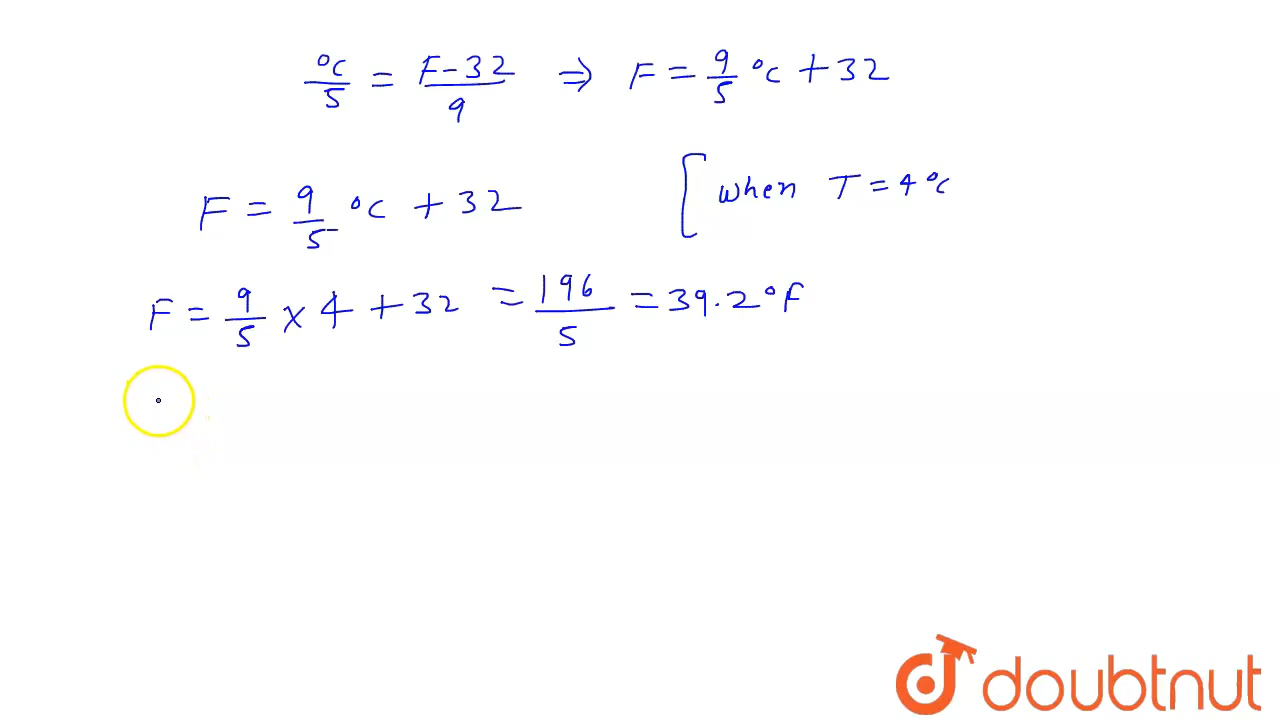 °C/5 = F-32/9 ⇒ F = 9/5 °C + 32
F = 9/5 °C + 32 [when T = 4°C
F = 9/5 × 4 + 32 = 196/5 = 39.2°F
doubtnut